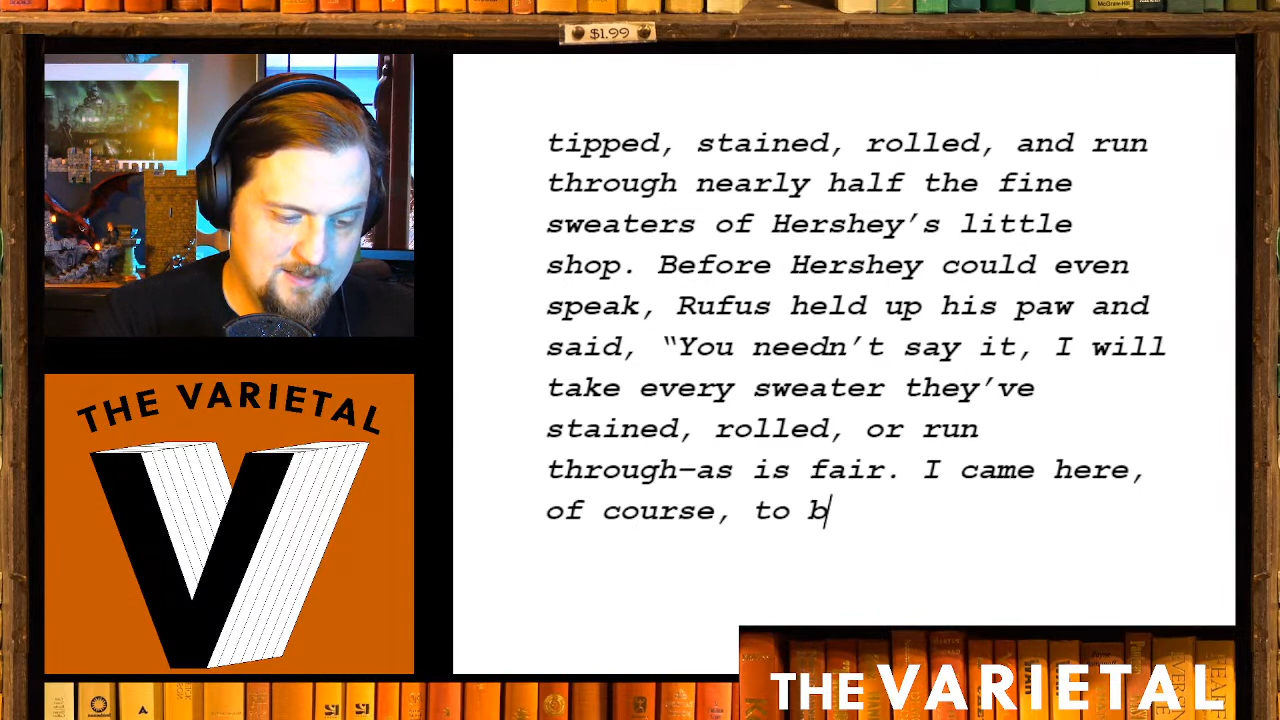 $1.99
tipped, stained, rolled, and run
through nearly half the fine
sweaters of Hershey’s little
shop. Before Hershey could even
speak, Rufus held up his paw and
said, “You needn’t say it, I will
take every sweater they’ve
stained, rolled, or run
through–as is fair. I came here,
of course, to b
THE VARIETAL
THE VARIETAL